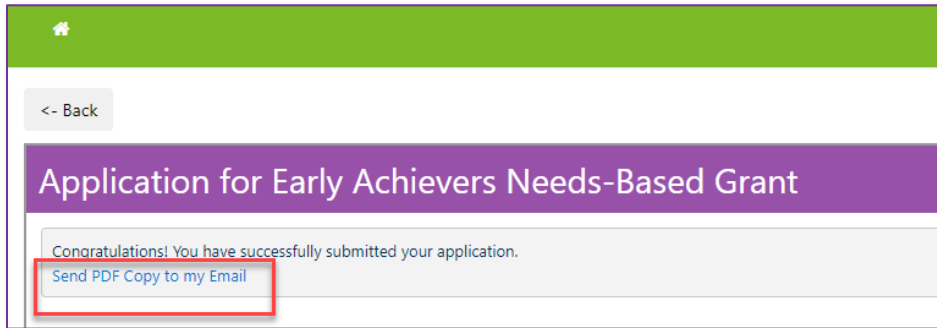 <- Back
Application for Early Achievers Needs-Based Grant
Congratulations! You have successfully submitted your application.
Send PDF Copy to my Email